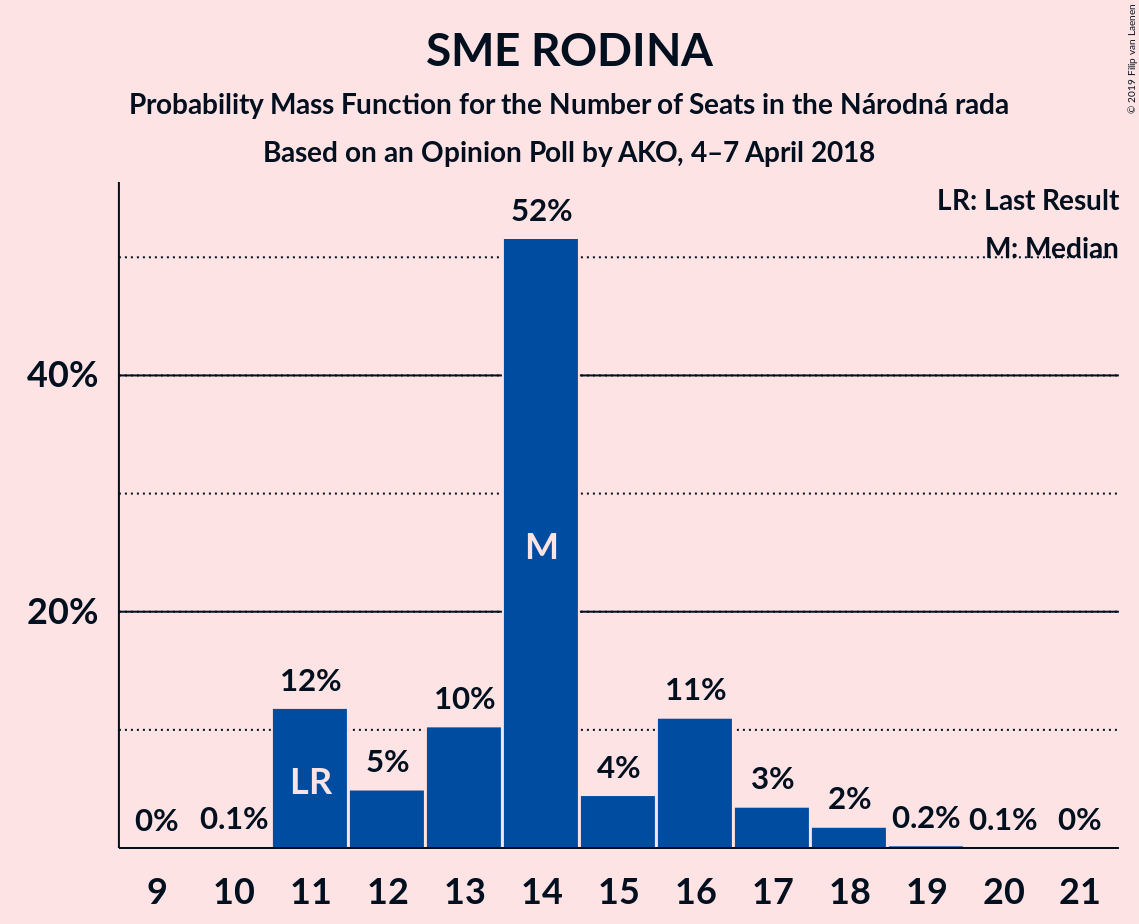 SME RODINA
Probability Mass Function for the Number of Seats in the Národná rada
Based on an Opinion Poll by AKO, 4–7 April 2018
© 2019 Filip van Laenen
LR: Last Result
M: Median
40%
20%
0%
0.1%
12%
5%
10%
52%
4%
11%
3%
2%
0.2%
0.1%
0%
LR
M
9 10 11 12 13 14 15 16 17 18 19 20 21